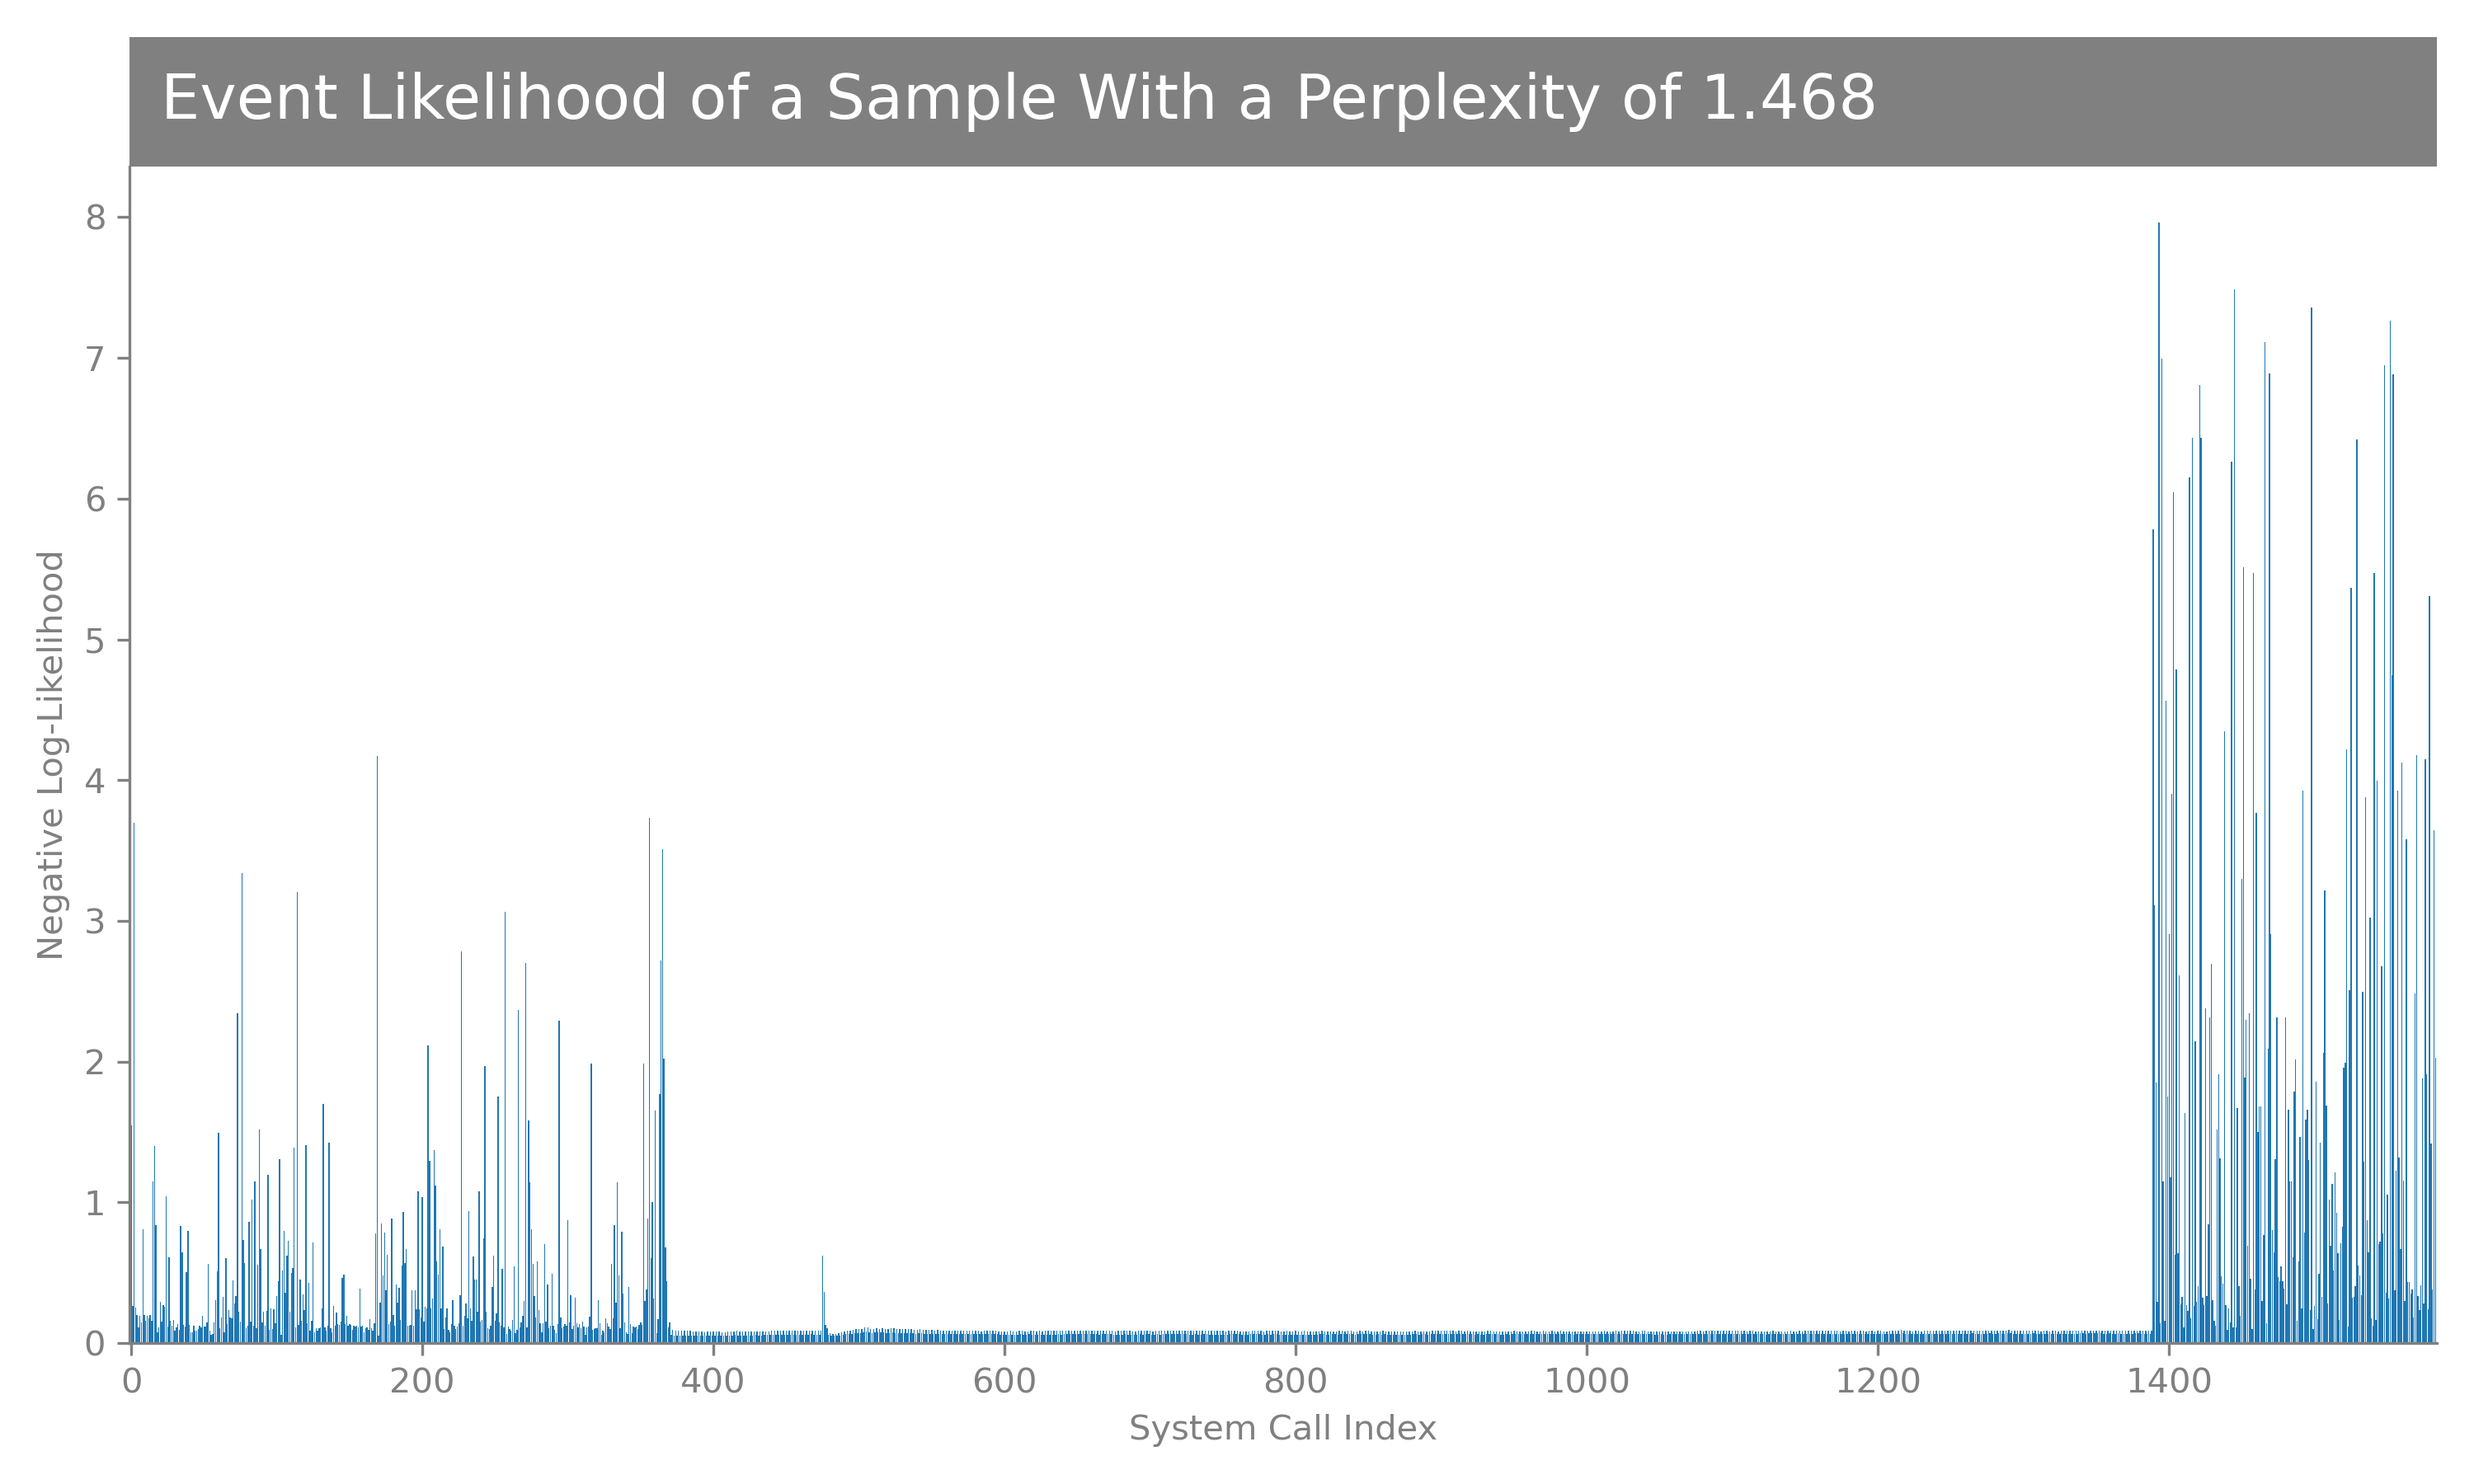 Event Likelihood of a Sample With a Perplexity of 1.468
8
7
6
5
4
3
2
1
0
Negative Log-Likelihood
0 200 400 600 800 1000 1200 1400
System Call Index